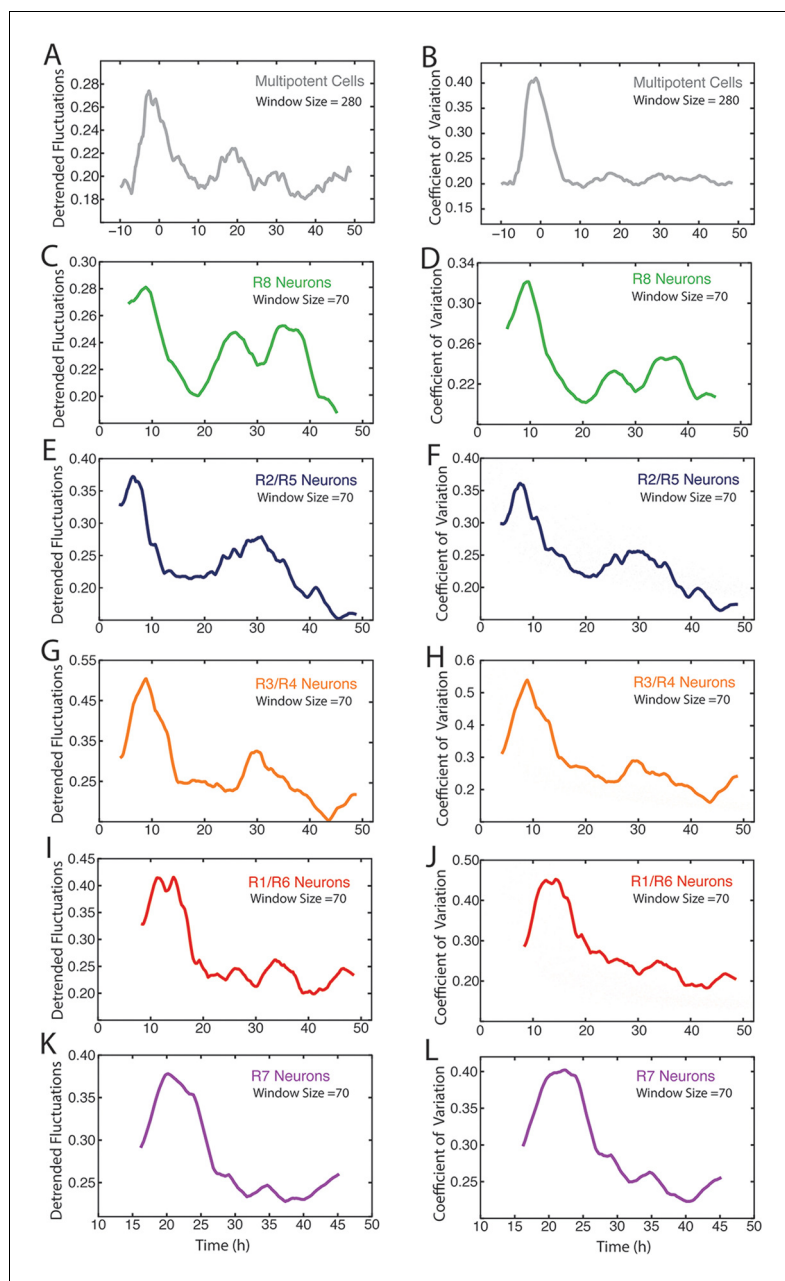 A
Detrended Fluctuations
Multipotent Cells
Window Size = 280
0.28
0.26
0.24
0.22
0.20
0.18
−10 0 10 20 30 40 50
B
Coefficient of Variation
Multipotent Cells
Window Size = 280
0.40
0.35
0.30
0.25
0.20
0.15
−10 0 10 20 30 40 50
C
Detrended Fluctuations
R8 Neurons
Window Size =70
0.30
0.28
0.26
0.24
0.22
0.20
0 10 20 30 40 50
D
Coefficient of Variation
R8 Neurons
Window Size =70
0.34
0.30
0.26
0.22
0 10 20 30 40 50
E
Detrended Fluctuations
R2/R5 Neurons
Window Size =70
0.40
0.35
0.30
0.25
0.20
0 10 20 30 40 50
F
Coefficient of Variation
R2/R5 Neurons
Window Size =70
0.40
0.35
0.30
0.25
0.20
0 10 20 30 40 50
G
Detrended Fluctuations
R3/R4 Neurons
Window Size =70
0.55
0.45
0.35
0.25
0 10 20 30 40 50
H
Coefficient of Variation
R3/R4 Neurons
Window Size =70
0.6
0.5
0.4
0.3
0.2
0 10 20 30 40 50
I
Detrended Fluctuations
R1/R6 Neurons
Window Size =70
0.45
0.40
0.35
0.30
0.25
0.20
0 10 20 30 40 50
J
Coefficient of Variation
R1/R6 Neurons
Window Size =70
0.50
0.40
0.30
0.20
0 10 20 30 40 50
K
Detrended Fluctuations
R7 Neurons
Window Size =70
0.40
0.35
0.30
0.25
10 15 20 25 30 35 40 45 50
Time (h)
L
Coefficient of Variation
R7 Neurons
Window Size =70
0.40
0.35
0.30
0.25
10 15 20 25 30 35 40 45 50
Time (h)